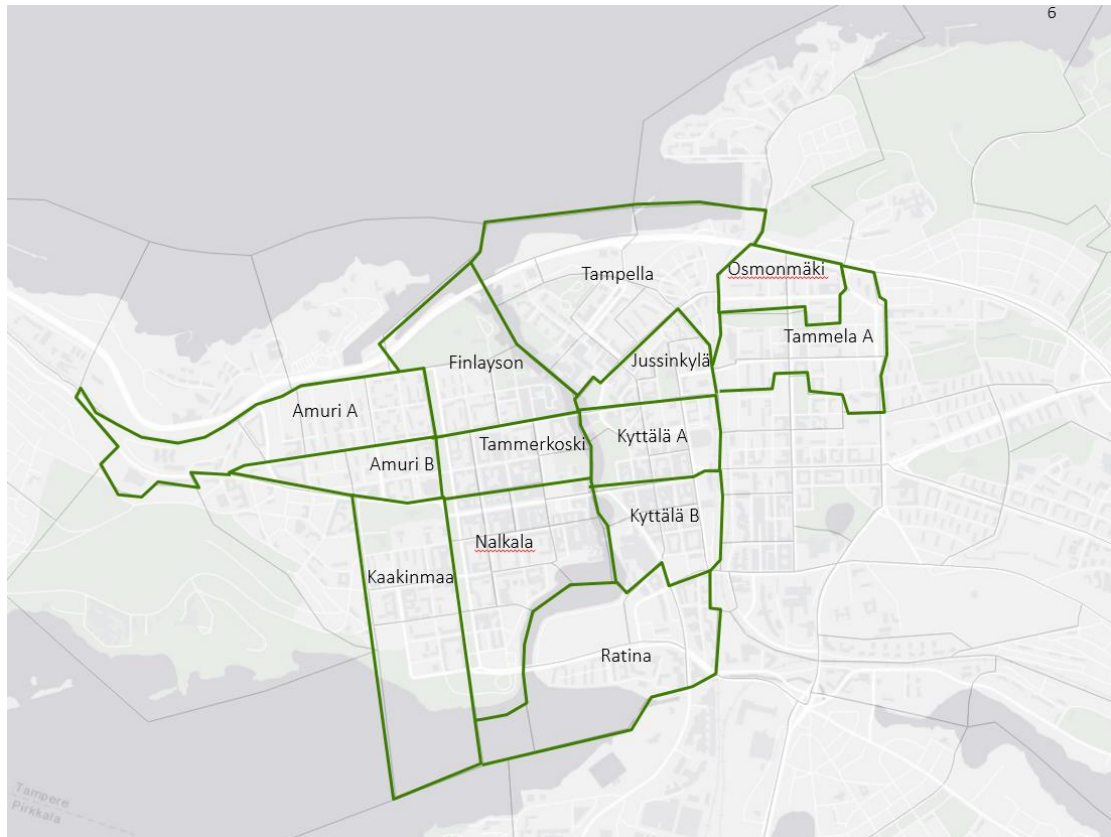 6
Tampella
Osmonmäki
Tammela A
Finlayson
Jussinkylä
Amuri A
Amuri B
Tammerkoski
Kyttälä A
Kyttälä B
Nalkala
Kaakinmaa
Ratina
Tampere
Pirkkala